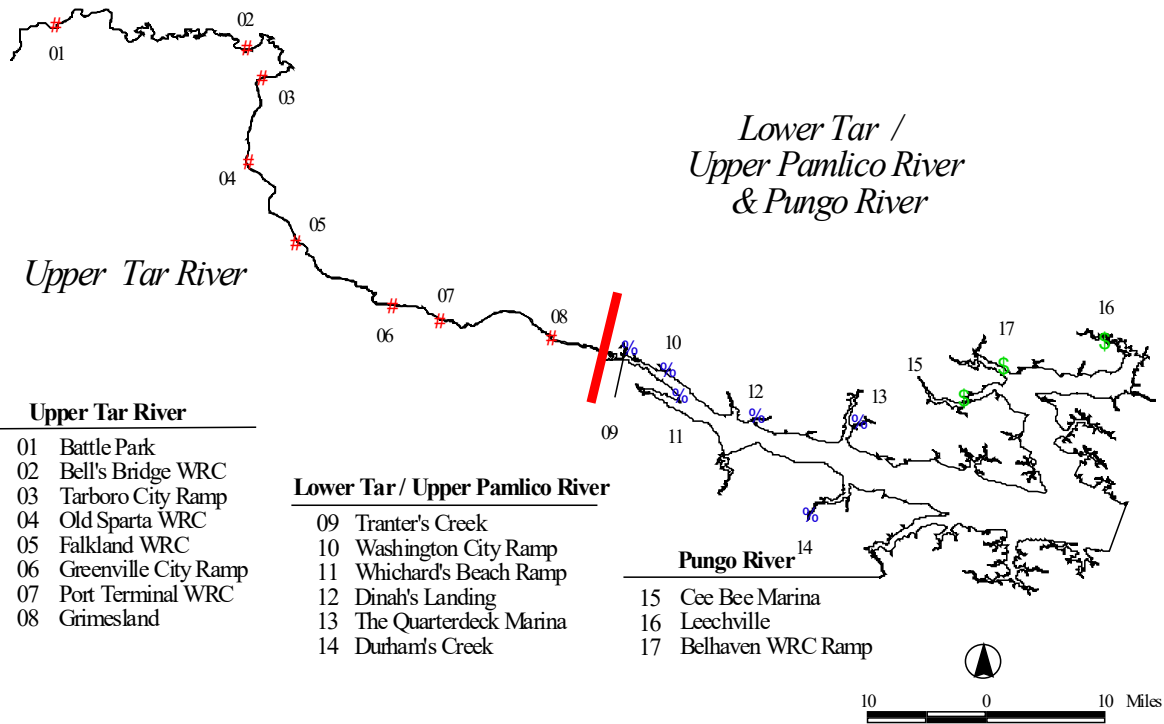 01
02
03
04
05
06
07
08
09
10
11
12
13
14
15
16
17
Lower Tar /
Upper Pamlico River
& Pungo River
Upper Tar River
Upper Tar River
01 Battle Park
02 Bell's Bridge WRC
03 Tarboro City Ramp
04 Old Sparta WRC
05 Falkland WRC
06 Greenville City Ramp
07 Port Terminal WRC
08 Grimesland
Lower Tar / Upper Pamlico River
09 Tranter's Creek
10 Washington City Ramp
11 Whichard's Beach Ramp
12 Dinah's Landing
13 The Quarterdeck Marina
14 Durham's Creek
Pungo River
15 Cee Bee Marina
16 Leechville
17 Belhaven WRC Ramp
10 0 10 Miles